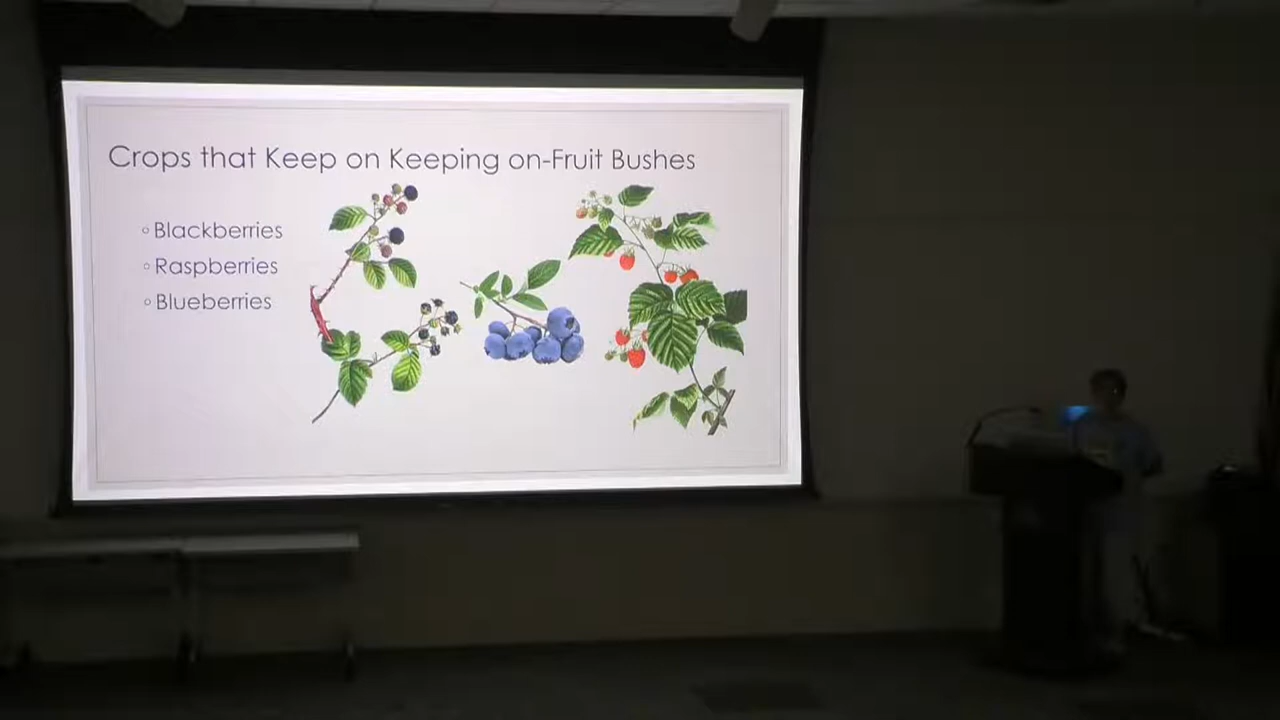 Crops that Keep on Keeping on-Fruit Bushes
◦ Blackberries
◦ Raspberries
◦ Blueberries